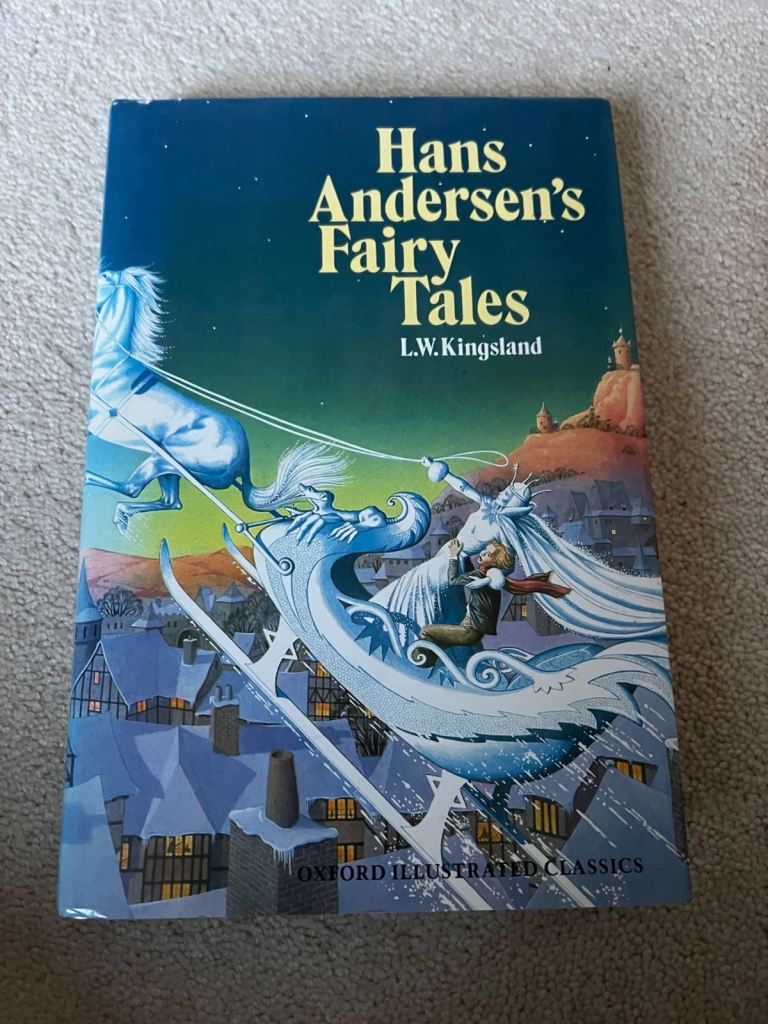 Hans
Andersen's
Fairy
Tales
L.W. Kingsland
OXFORD ILLUSTRATED CLASSICS